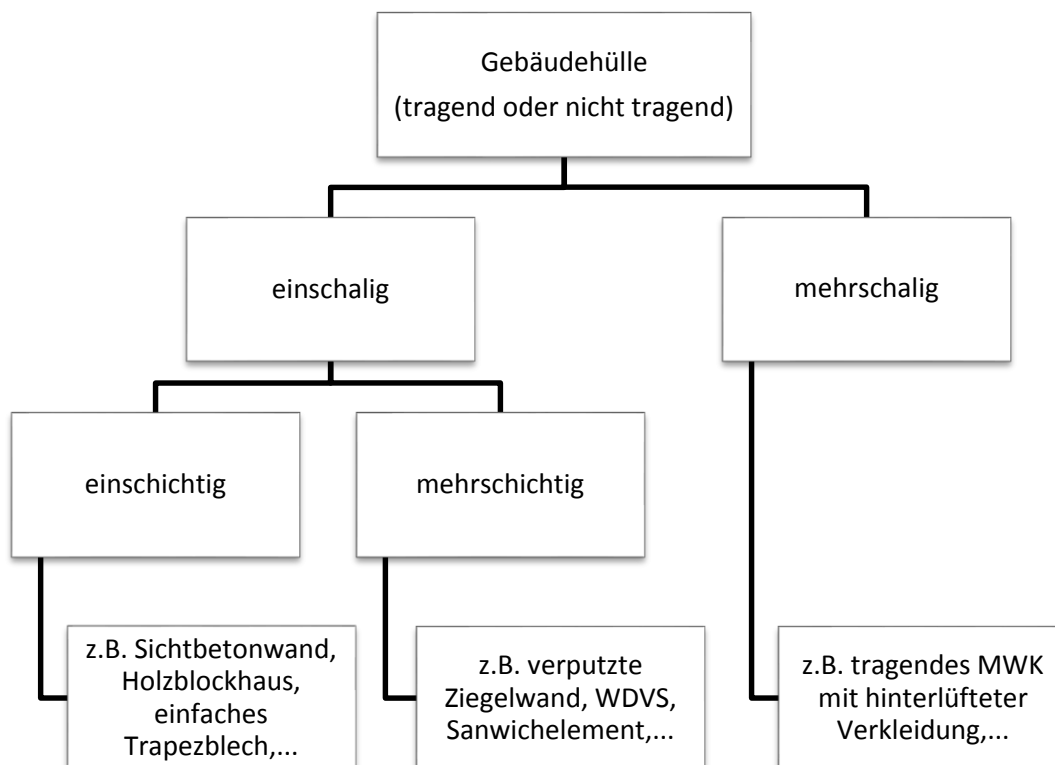 Gebäudehülle
(tragend oder nicht tragend)
einschalig
mehrschalig
einschichtig
mehrschichtig
z.B. Sichtbetonwand,
Holzblockhaus,
einfaches
Trapezblech,...
z.B. verputzte
Ziegelwand, WDVS,
Sanwichelement,...
z.B. tragendes MWK
mit hinterlüfteter
Verkleidung,...